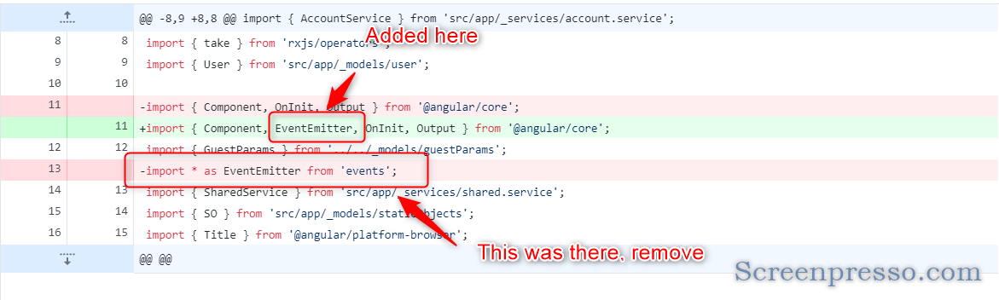 @@ -8,9 +8,8 @@ import { AccountService } from 'src/app/_services/account.service';
Added here
8 8 import { take } from 'rxjs/operators';
9 9 import { User } from 'src/app/_models/user';
10 10
11 -import { Component, OnInit, Output } from '@angular/core';
11 +import { Component, EventEmitter, OnInit, Output } from '@angular/core';
12 12 import { GuestParams } from '../../_models/guestParams';
13 -import * as EventEmitter from 'events';
14 13 import { SharedService } from 'src/app/_services/shared.service';
15 14 import { SO } from 'src/app/_models/staticObjects';
16 15 import { Title } from '@angular/platform-browser';
This was there, remove
@@ @@
Screenpresso.com